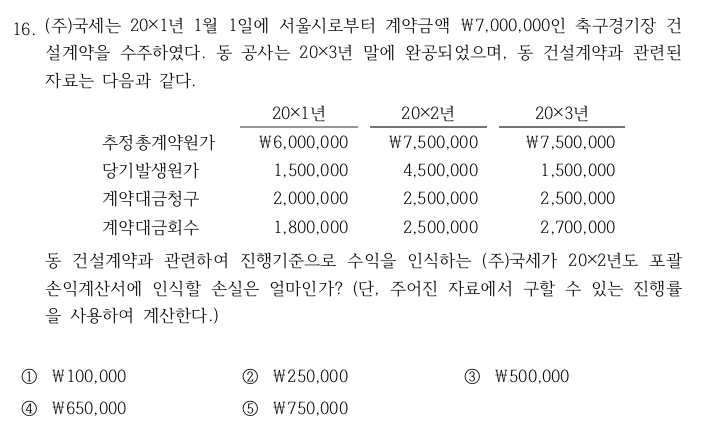 16. (주)국세는 20×1년 1월 1일에 서울시로부터 계약금액 ₩7,000,000인 축구경기장 건
설계약을 수주하였다. 동 공사는 20×3년 말에 완공되었으며, 동 건설계약과 관련된
자료는 다음과 같다.
20×1년 20×2년 20×3년
추정총계약원가 ₩6,000,000 ₩7,500,000 ₩7,500,000
당기발생원가 1,500,000 4,500,000 1,500,000
계약대금청구 2,000,000 2,500,000 2,500,000
계약대금회수 1,800,000 2,500,000 2,700,000
동 건설계약과 관련하여 진행기준으로 수익을 인식하는 (주)국세가 20×2년도 포괄
손익계산서에 인식할 손실은 얼마인가? (단, 주어진 자료에서 구할 수 있는 진행률
을 사용하여 계산한다.)
① ₩100,000 ② ₩250,000 ③ ₩500,000
④ ₩650,000 ⑤ ₩750,000